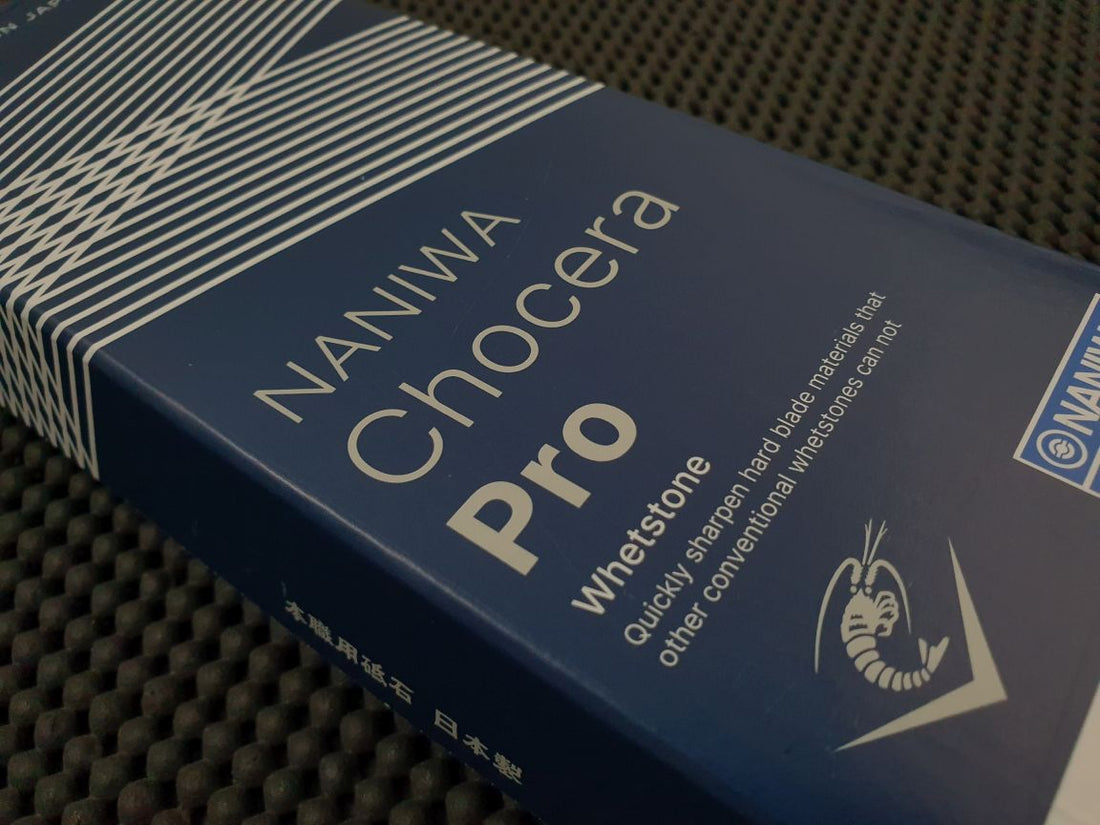 NANIWA
Chocera
Pro
Whetstone
Quickly sharpen hard blade materials that
other conventional whetstones can not
本職用砥石 日本製